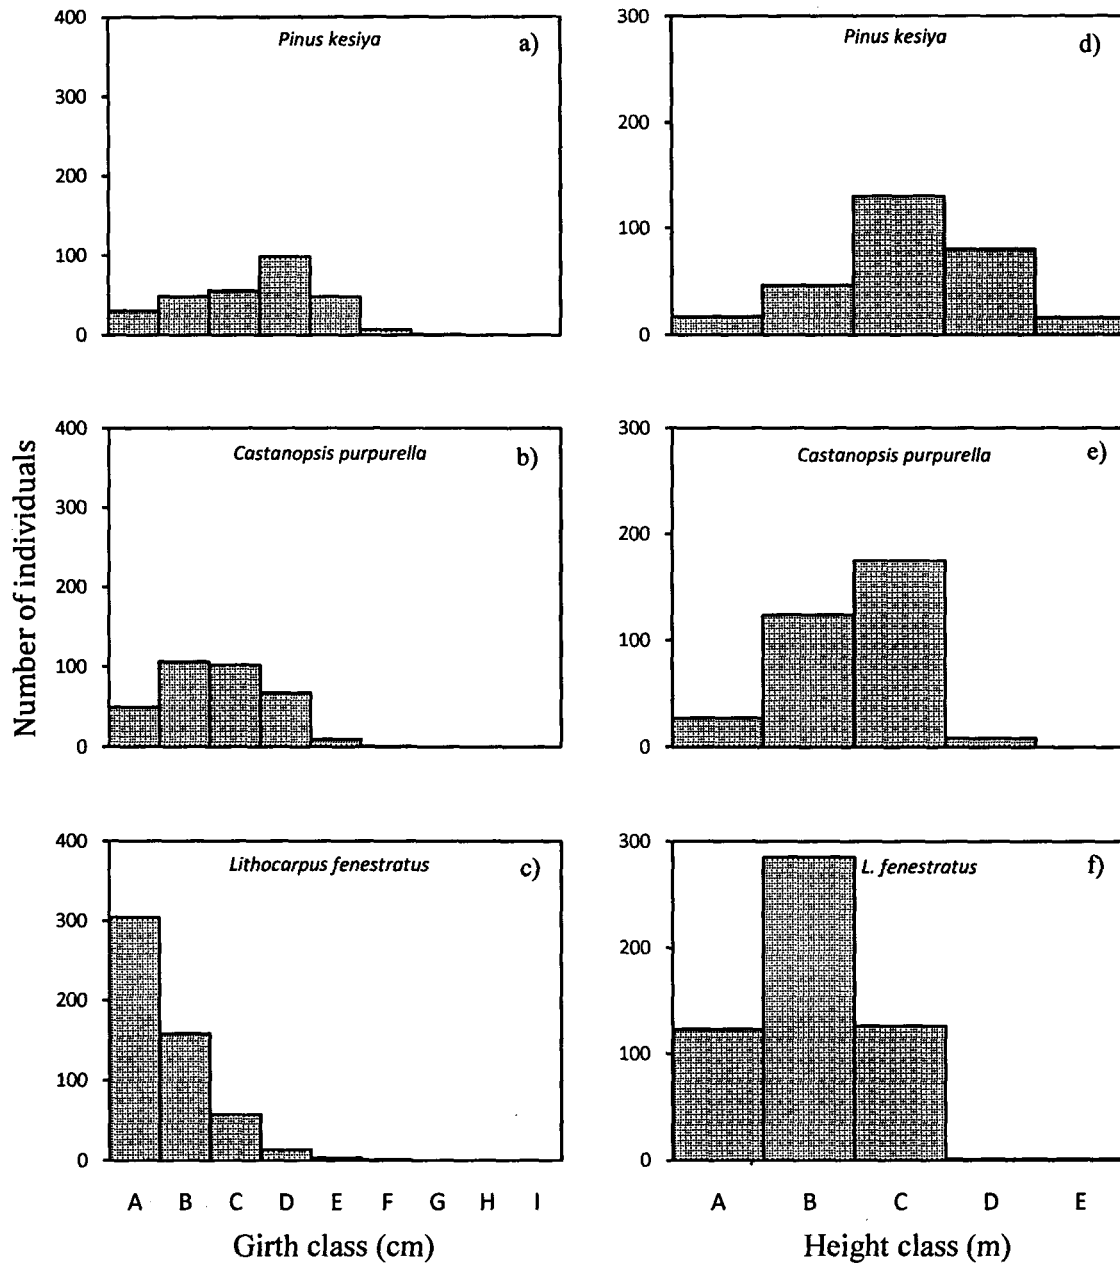 Number of individuals
400
300
200
100
0
Pinus kesiya
a)
300
200
100
0
Pinus kesiya
d)
400
300
200
100
0
Castanopsis purpurella
b)
300
200
100
0
Castanopsis purpurella
e)
400
300
200
100
0
Lithocarpus fenestratus
c)
300
200
100
0
L. fenestratus
f)
A B C D E F G H I
Girth class (cm)
A B C D E
Height class (m)